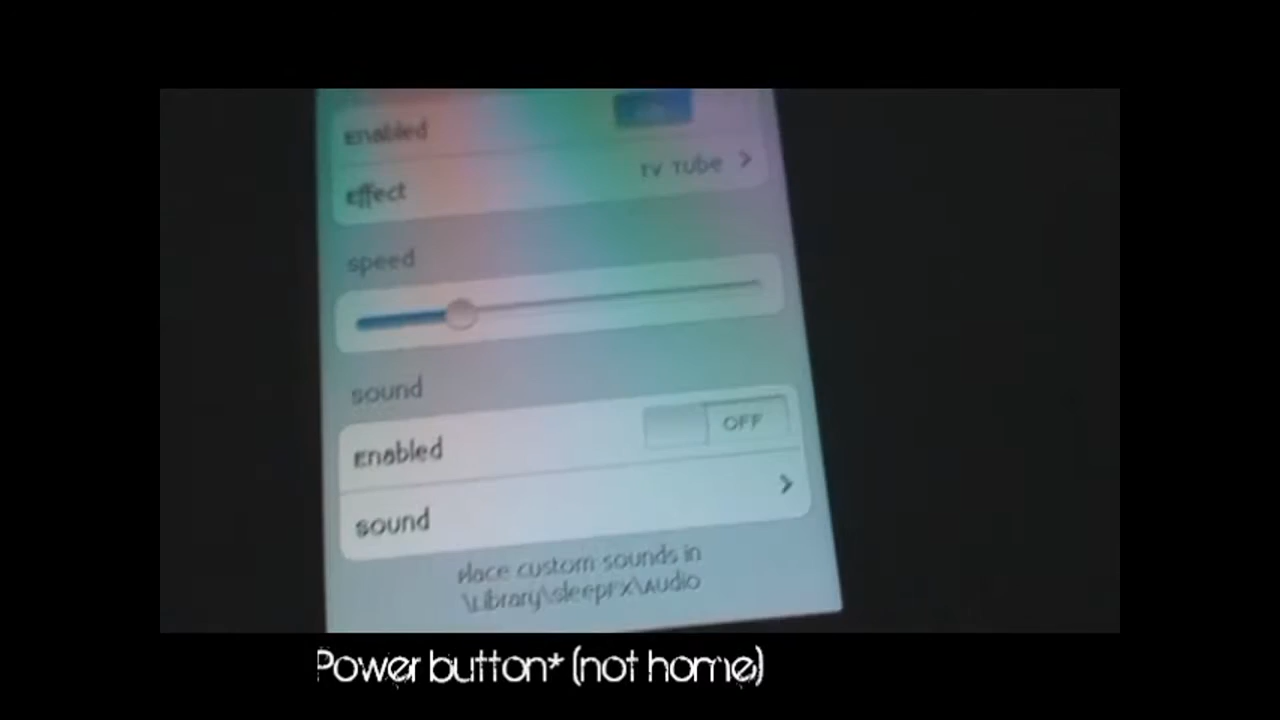 Enabled
Effect
TV Tube
speed
sound
Enabled
OFF
sound
Place custom sounds in
\Library\SleepFX\Audio
Power button* (not home)